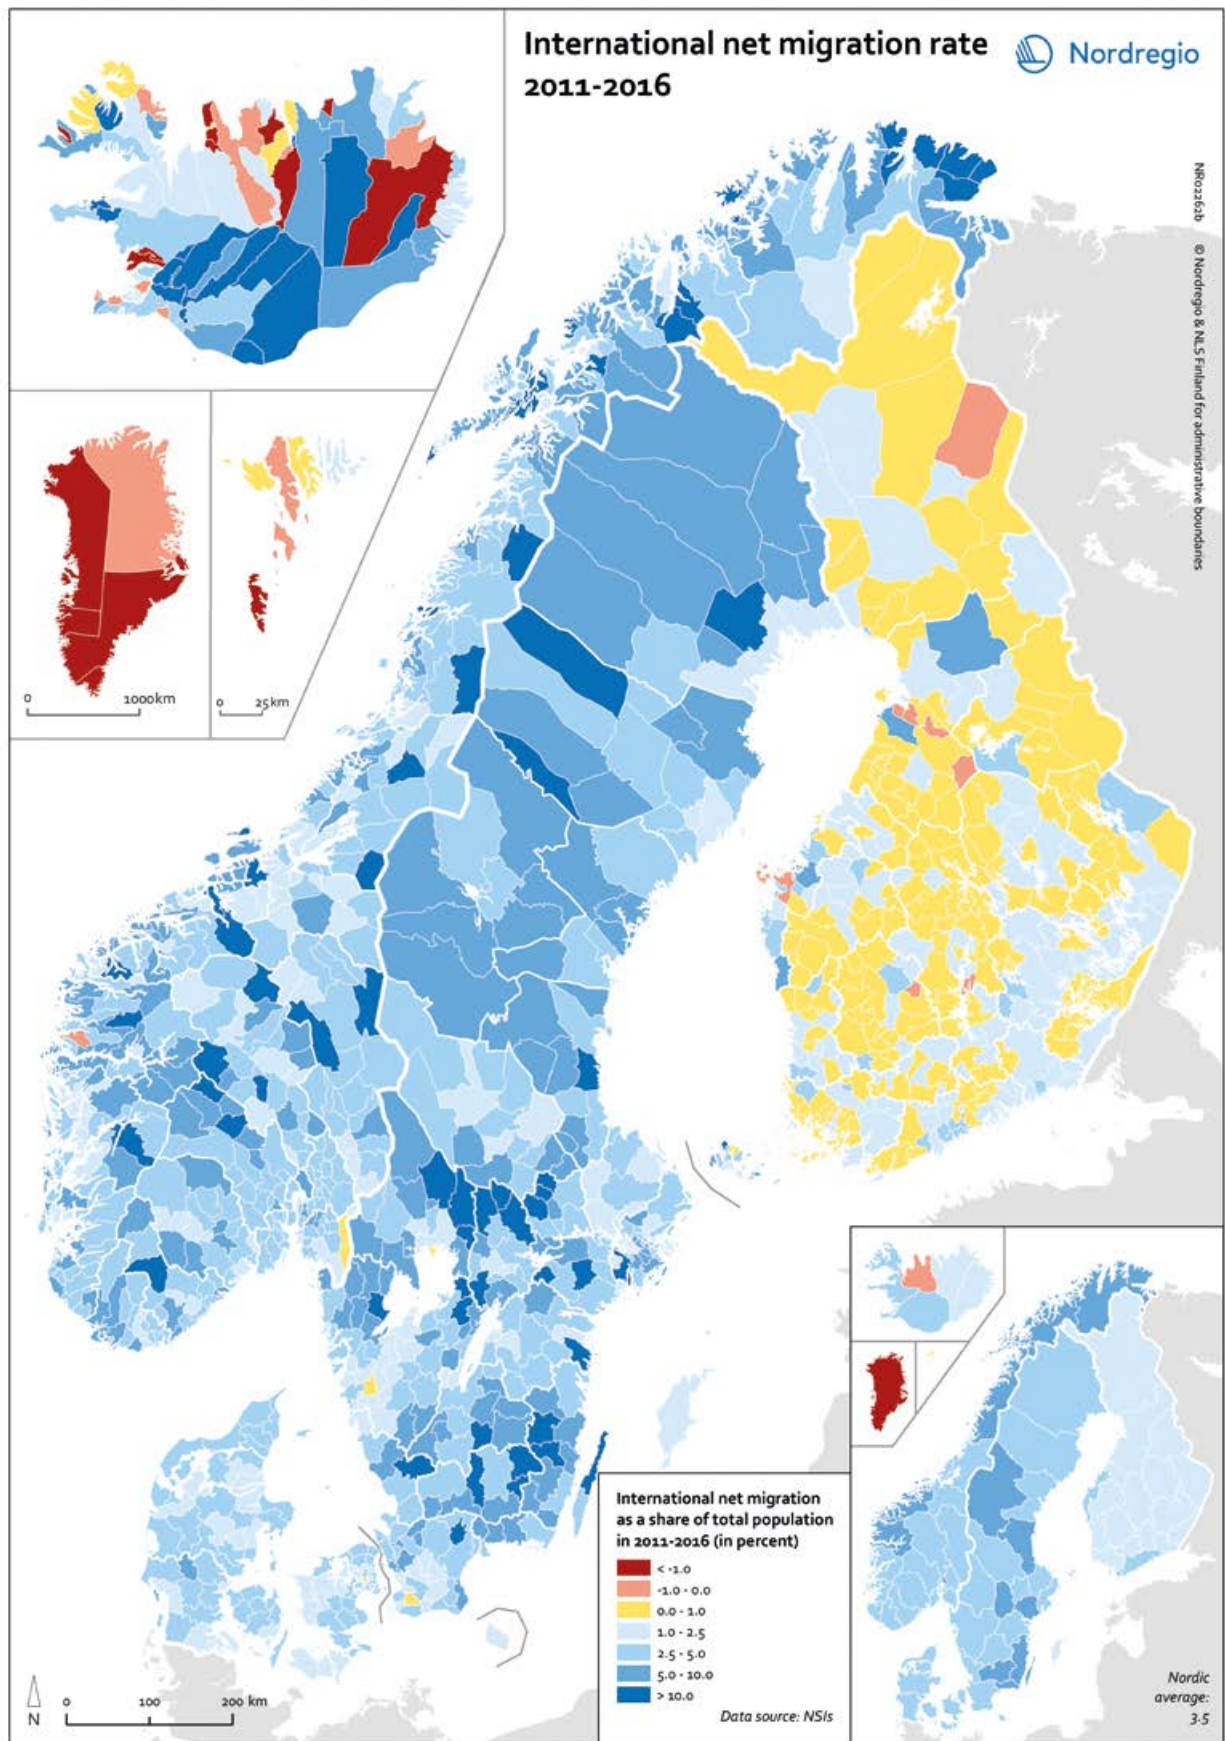 International net migration rate
2011-2016
Nordregio
NR02262b © Nordregio & NLS Finland for administrative boundaries
0 1000km
0 25km
International net migration
as a share of total population
in 2011-2016 (in percent)
< -1.0
-1.0 - 0.0
0.0 - 1.0
1.0 - 2.5
2.5 - 5.0
5.0 - 10.0
> 10.0
Data source: NSIs
Nordic
average:
3.5
N
0 100 200 km